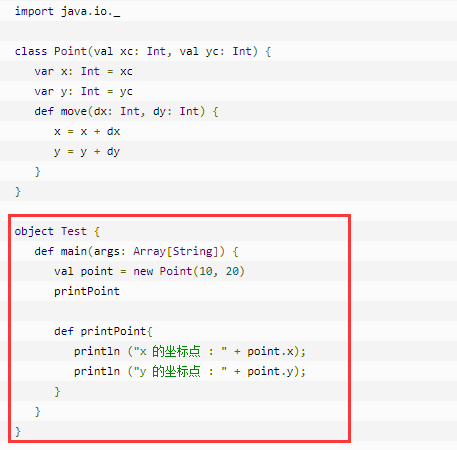 import java.io._
class Point(val xc: Int, val yc: Int) {
var x: Int = xc
var y: Int = yc
def move(dx: Int, dy: Int) {
x = x + dx
y = y + dy
}
}
object Test {
def main(args: Array[String]) {
val point = new Point(10, 20)
printPoint
def printPoint{
println ("x 的坐标点 : " + point.x);
println ("y 的坐标点 : " + point.y);
}
}
}